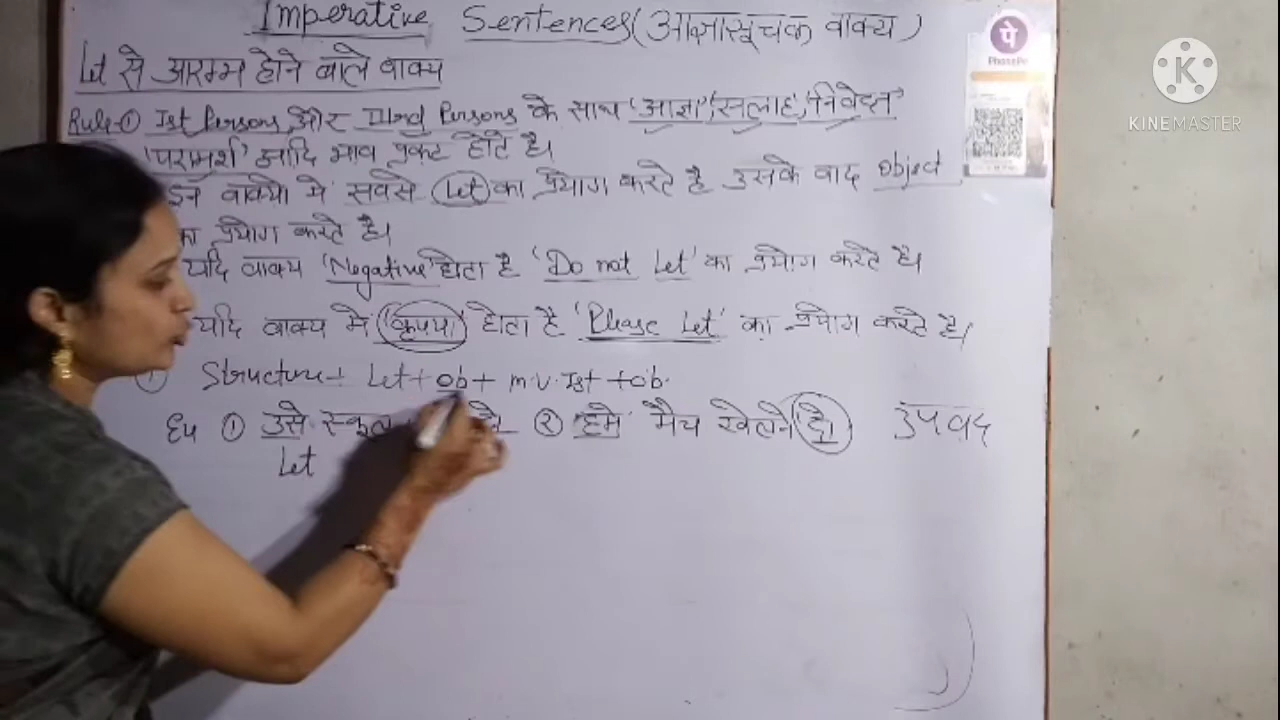 Imperative Sentences (आज्ञासूचक वाक्य)
Let से आरम्भ होने वाले वाक्य
Rule-① Ist Persons और IIIrd Persons के साथ 'आज्ञा', 'सलाह', 'निवेदन'
'परामर्श' आदि भाव प्रकट होते है।
इन वाक्यो मे सबसे Let का प्रयोग करते है उसके बाद object
का प्रयोग करते है।
यदि वाक्य 'Negative' होता है 'Do not Let' का प्रयोग करते है।
यदि वाक्य मे कृपया होता है 'Please Let' का प्रयोग करते है।
Structure- Let + ob + m.v. Ist + ob.
① उसे स्कूल दो ② हमे मैच खेलने दो। उपवद
Let
पे
PhonePe
K
KINEMASTER